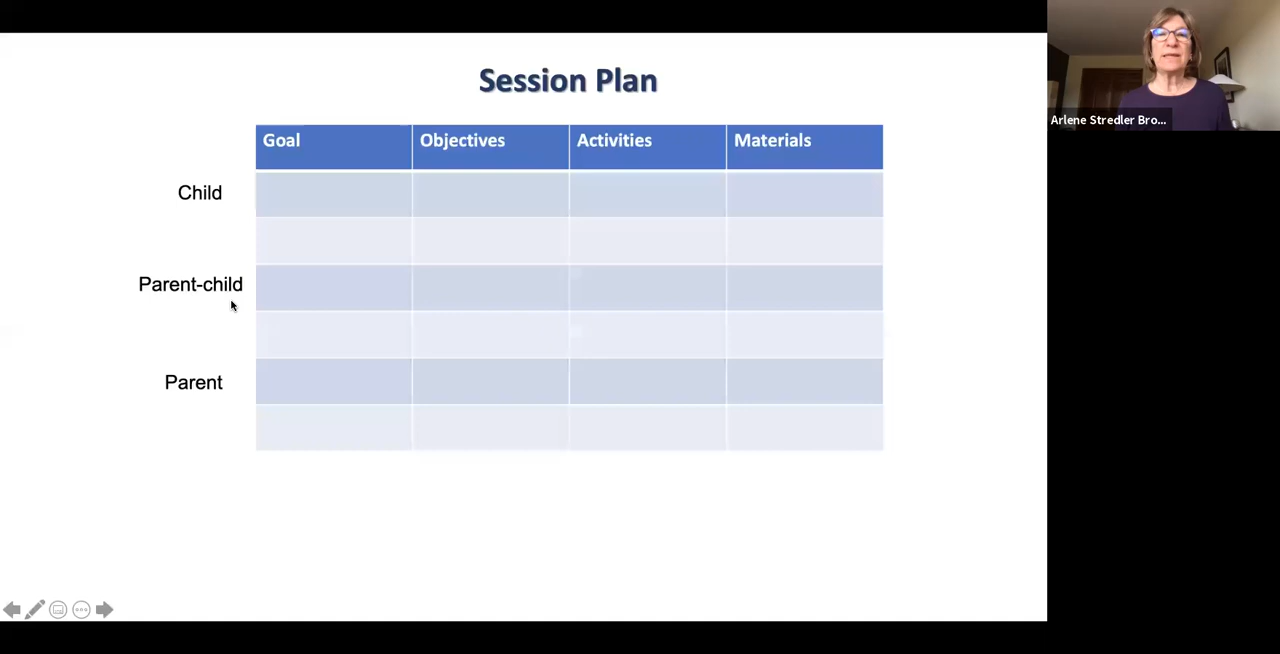 Session Plan
Goal Objectives Activities Materials
Child
Parent-child
Parent
Arlene Stredler Bro...